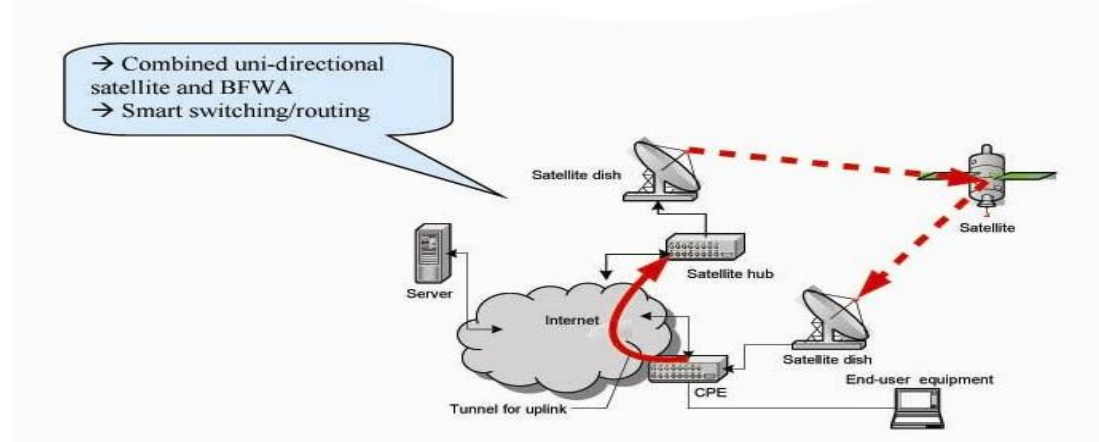 → Combined uni-directional
satellite and BFWA
→ Smart switching/routing
Satellite dish
Satellite
Server
Satellite hub
Internet
Satellite dish
CPE
End-user equipment
Tunnel for uplink